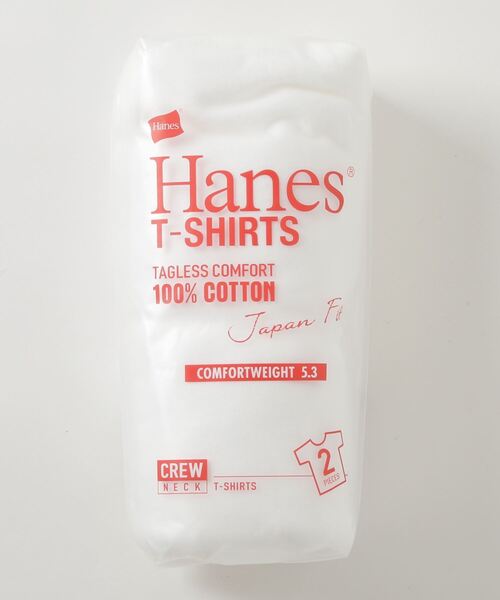 Hanes
Hanes®
T-SHIRTS
TAGLESS COMFORT
100% COTTON
Japan Fit
COMFORTWEIGHT 5.3
CREW
NECK
T-SHIRTS
2
PIECES